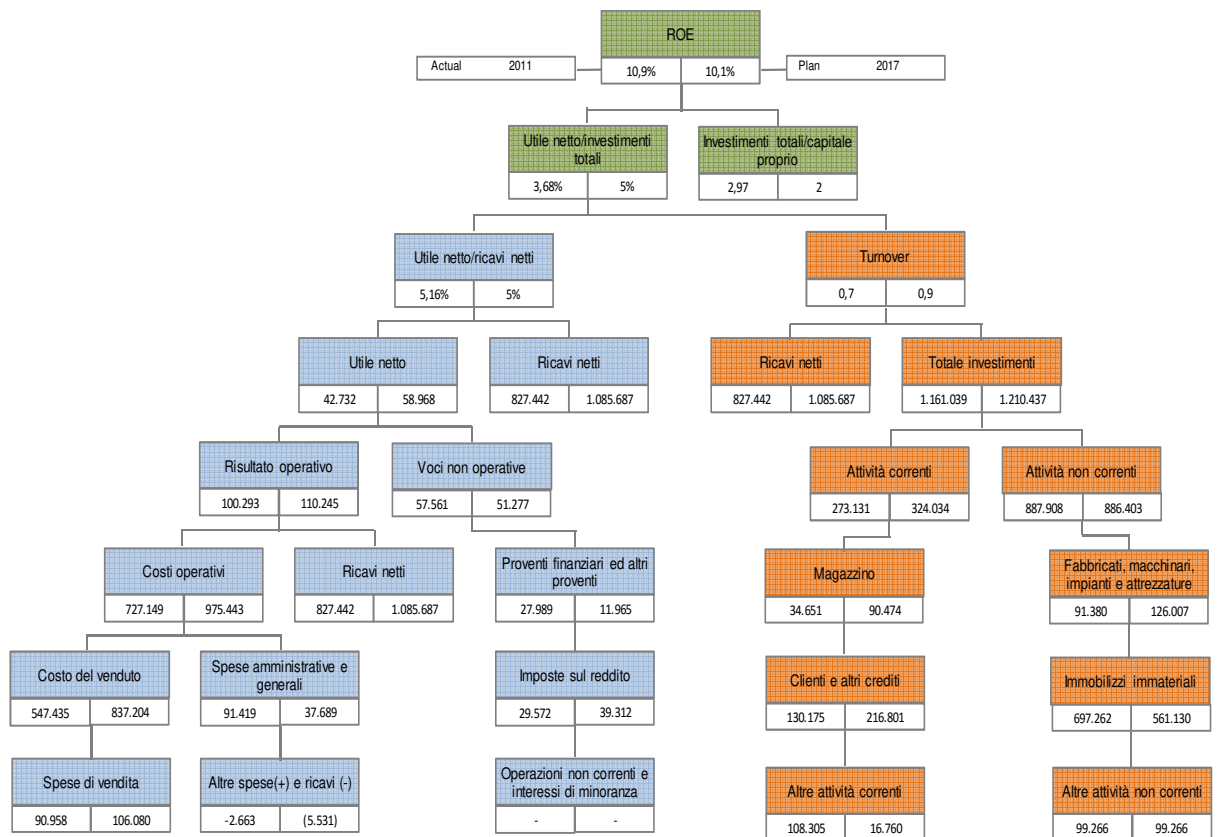 ROE
Actual 2011
10,9% 10,1%
Plan 2017
Utile netto/investimenti
totali
3,68% 5%
Investimenti totali/capitale
proprio
2,97 2
Utile netto/ricavi netti
5,16% 5%
Turnover
0,7 0,9
Utile netto
42.732 58.968
Ricavi netti
827.442 1.085.687
Ricavi netti
827.442 1.085.687
Totale investimenti
1.161.039 1.210.437
Risultato operativo
100.293 110.245
Voci non operative
57.561 51.277
Attività correnti
273.131 324.034
Attività non correnti
887.908 886.403
Costi operativi
727.149 975.443
Ricavi netti
827.442 1.085.687
Proventi finanziari ed altri
proventi
27.989 11.965
Magazzino
34.651 90.474
Fabbricati, macchinari,
impianti e attrezzature
91.380 126.007
Costo del venduto
547.435 837.204
Spese amministrative e
generali
91.419 37.689
Imposte sul reddito
29.572 39.312
Clienti e altri crediti
130.175 216.801
Immobilizzi immateriali
697.262 561.130
Spese di vendita
90.958 106.080
Altre spese(+) e ricavi (-)
-2.663 (5.531)
Operazioni non correnti e
interessi di minoranza
- -
Altre attività correnti
108.305 16.760
Altre attività non correnti
99.266 99.266